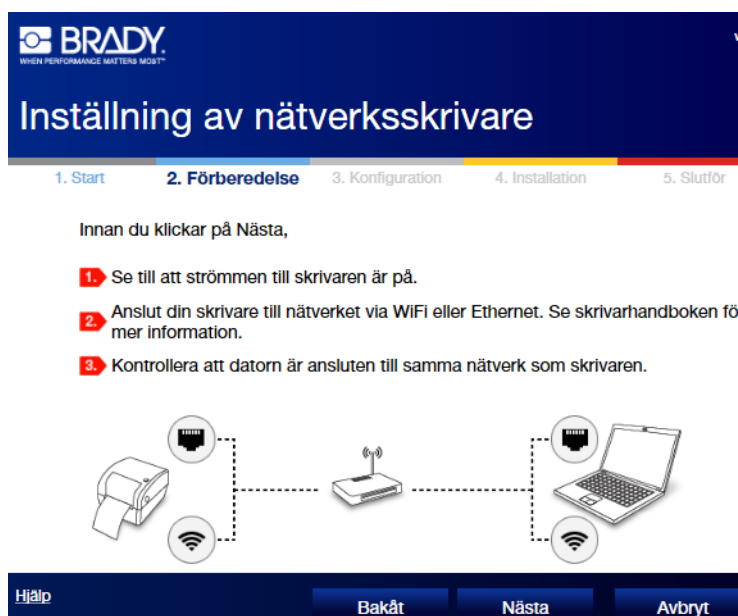 BRADY.
WHEN PERFORMANCE MATTERS MOST™
Inställning av nätverksskrivare
1. Start 2. Förberedelse 3. Konfiguration 4. Installation 5. Slutför
Innan du klickar på Nästa,
1. Se till att strömmen till skrivaren är på.
2. Anslut din skrivare till nätverket via WiFi eller Ethernet. Se skrivarhandboken fö
mer information.
3. Kontrollera att datorn är ansluten till samma nätverk som skrivaren.
Hjälp Bakåt Nästa Avbryt